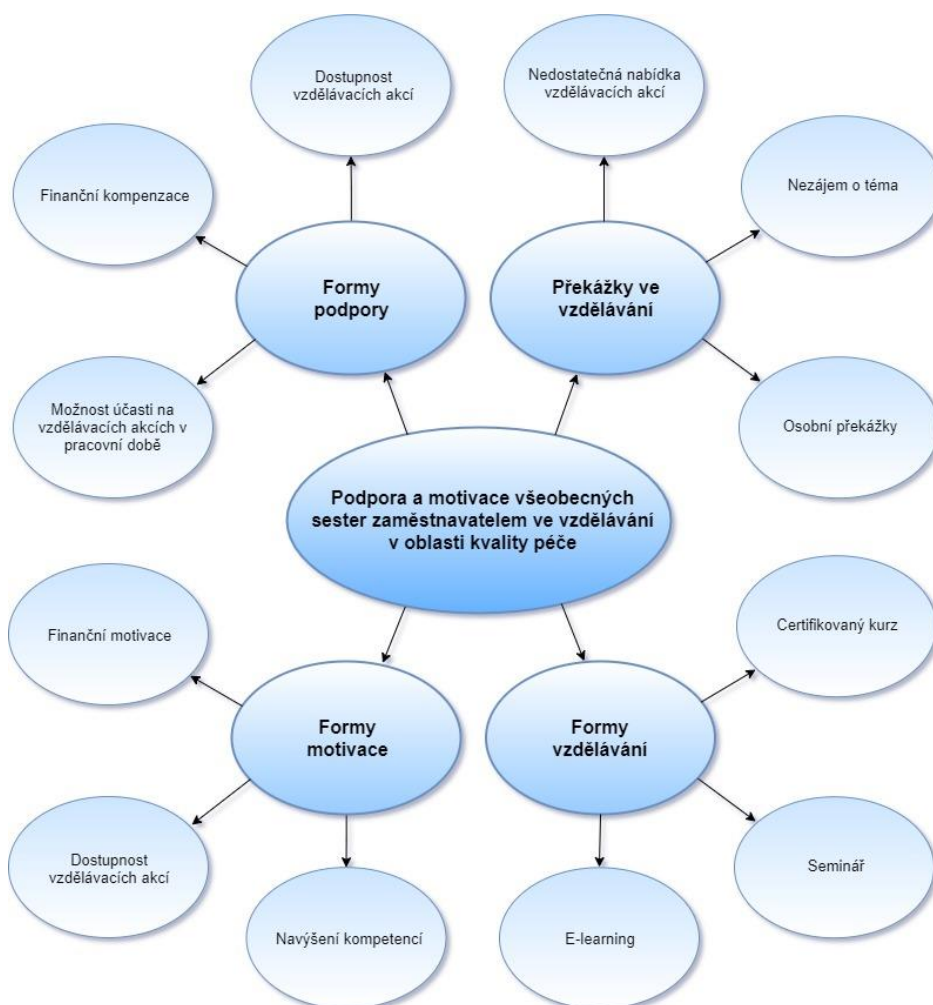 Dostupnost
vzdělávacích akcí
Nedostatečná nabídka
vzdělávacích akcí
Finanční kompenzace
Nezájem o téma
Formy
podpory
Překážky ve
vzdělávání
Možnost účasti na
vzdělávacích akcích v
pracovní době
Osobní překážky
Podpora a motivace všeobecných
sester zaměstnavatelem ve vzdělávání
v oblasti kvality péče
Finanční motivace
Certifikovaný kurz
Formy
motivace
Formy
vzdělávání
Dostupnost
vzdělávacích akcí
Seminář
Navýšení kompetencí
E-learning